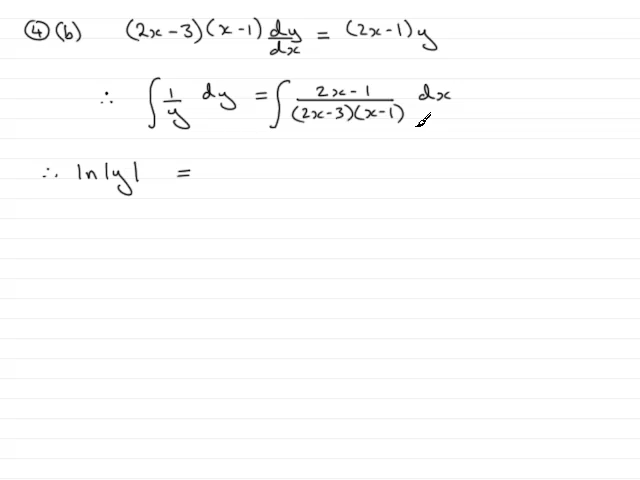 ④ (b) (2x-3)(x-1) dy/dx = (2x-1)y
∴ ∫ 1/y dy = ∫ 2x-1/(2x-3)(x-1) dx
∴ ln|y| =